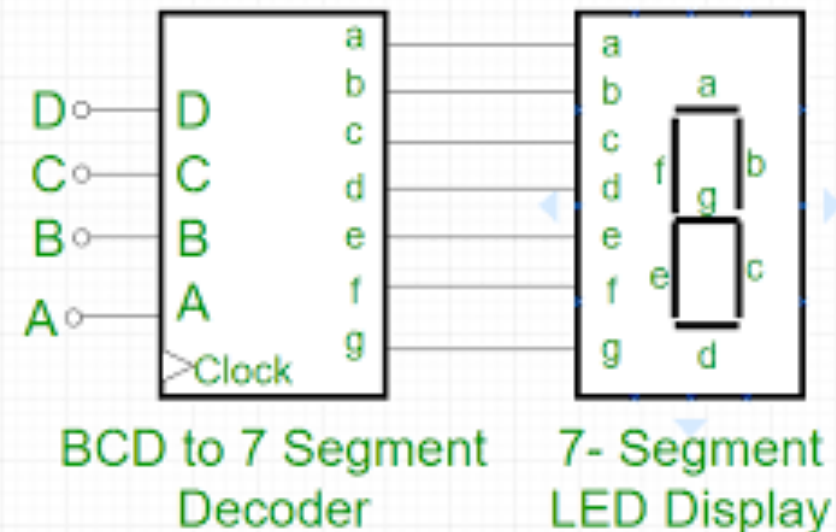 D
C
B
A
D
C
B
A
Clock
a
b
c
d
e
f
g
a
b
c
d
e
f
g
a
f
b
g
e
c
d
BCD to 7 Segment
Decoder
7- Segment
LED Display